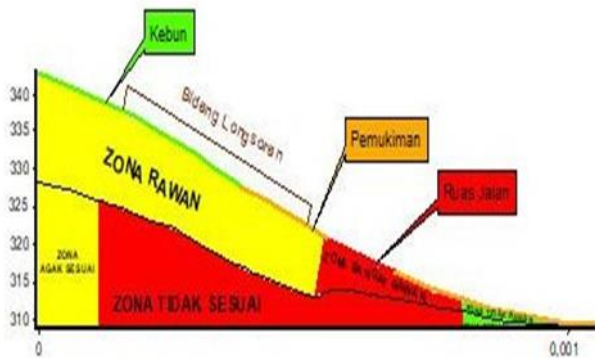 Kebun
340
335
330
325
320
315
310
Bidang Longsoran
Pemukiman
Ruas Jalan
ZONA RAWAN
ZONA
AGAK SESUAI
ZONA TIDAK SESUAI
0
0,001